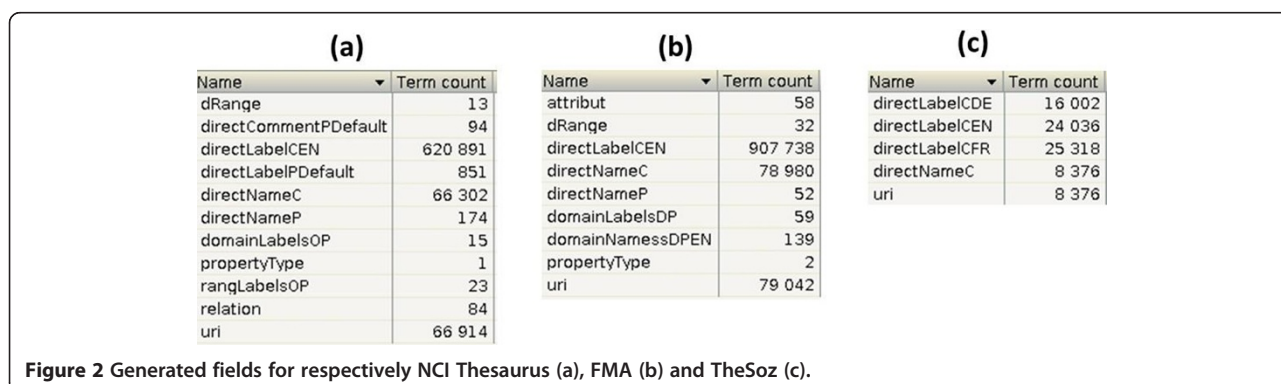 (a)
Name Term count
dRange 13
directCommentPDefault 94
directLabelCEN 620 891
directLabelPDefault 851
directNameC 66 302
directNameP 174
domainLabelsOP 15
propertyType 1
rangLabelsOP 23
relation 84
uri 66 914
(b)
Name Term count
attribut 58
dRange 32
directLabelCEN 907 738
directNameC 78 980
directNameP 52
domainLabelsDP 59
domainNamessDPEN 139
propertyType 2
uri 79 042
(c)
Name Term count
directLabelCDE 16 002
directLabelCEN 24 036
directLabelCFR 25 318
directNameC 8 376
uri 8 376
Figure 2 Generated fields for respectively NCI Thesaurus (a), FMA (b) and TheSoz (c).